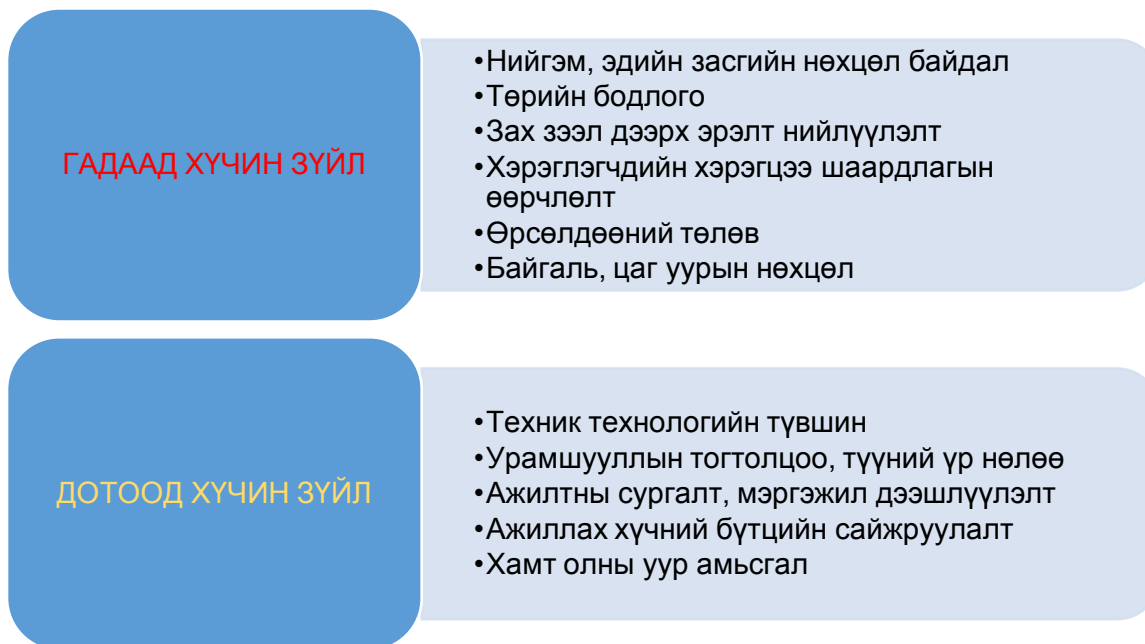 ГАДААД ХҮЧИН ЗҮЙЛ
•Нийгэм, эдийн засгийн нөхцөл байдал
•Төрийн бодлого
•Зах зээл дээрх эрэлт нийлүүлэлт
•Хэрэглэгчдийн хэрэгцээ шаардлагын
өөрчлөлт
•Өрсөлдөөний төлөв
•Байгаль, цаг уурын нөхцөл
ДОТООД ХҮЧИН ЗҮЙЛ
•Техник технологийн түвшин
•Урамшууллын тогтолцоо, түүний үр нөлөө
•Ажилтны сургалт, мэргэжил дээшлүүлэлт
•Ажиллах хүчний бүтцийн сайжруулалт
•Хамт олны уур амьсгал